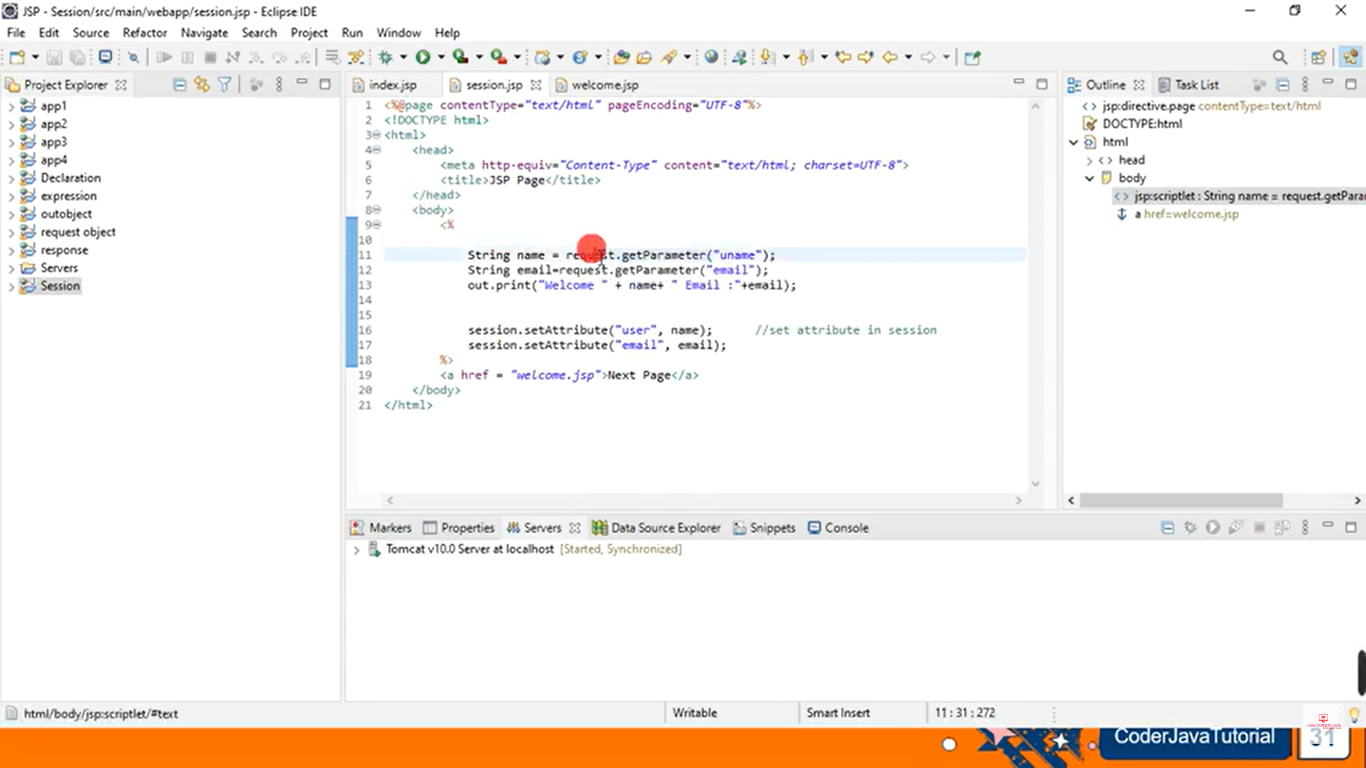 JSP - Session/src/main/webapp/session.jsp - Eclipse IDE
File Edit Source Refactor Navigate Search Project Run Window Help
Project Explorer
app1
app2
app3
app4
Declaration
expression
outobject
request object
response
Servers
Session
index.jsp session.jsp welcome.jsp
1 <%@page contentType="text/html" pageEncoding="UTF-8"%>
2 <!DOCTYPE html>
3 <html>
4 <head>
5 <meta http-equiv="Content-Type" content="text/html; charset=UTF-8">
6 <title>JSP Page</title>
7 </head>
8 <body>
9 <%
10
11 String name = request.getParameter("uname");
12 String email=request.getParameter("email");
13 out.print("Welcome " + name+ " Email :"+email);
14
15
16 session.setAttribute("user", name); //set attribute in session
17 session.setAttribute("email", email);
18 %>
19 <a href = "welcome.jsp">Next Page</a>
20 </body>
21 </html>
Outline Task List
jsp:directive.page contentType=text/html
DOCTYPE:html
html
head
body
jsp:scriptlet : String name = request.getPara
a href=welcome.jsp
Markers Properties Servers Data Source Explorer Snippets Console
Tomcat v10.0 Server at localhost [Started, Synchronized]
html/body/jsp:scriptlet/#text Writable Smart Insert 11 : 31 : 272
CoderJavaTutorial 31